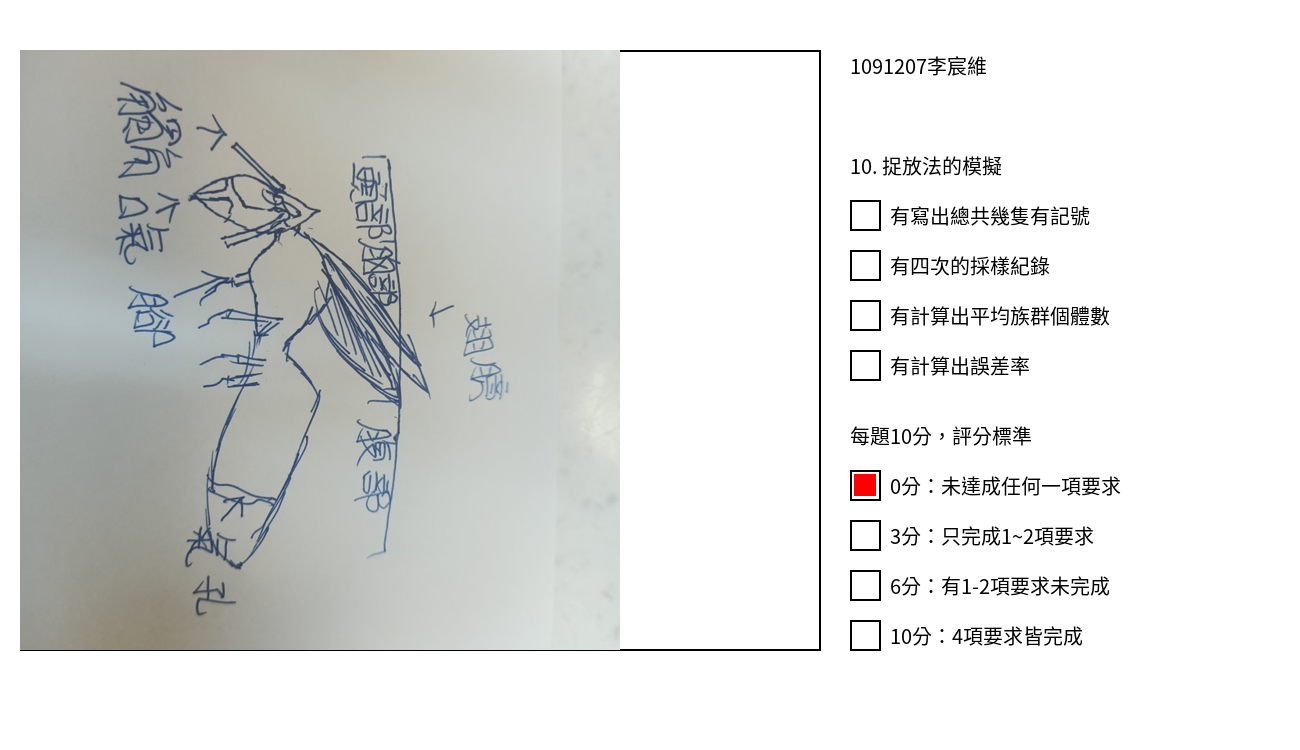 觸角
口氣
腳
頭部胸部
翅膀
腹部
氣孔
1091207李宸維
10. 捉放法的模擬
有寫出總共幾隻有記號
有四次的採樣紀錄
有計算出平均族群個體數
有計算出誤差率
每題10分，評分標準
0分：未達成任何一項要求
3分：只完成1~2項要求
6分：有1-2項要求未完成
10分：4項要求皆完成